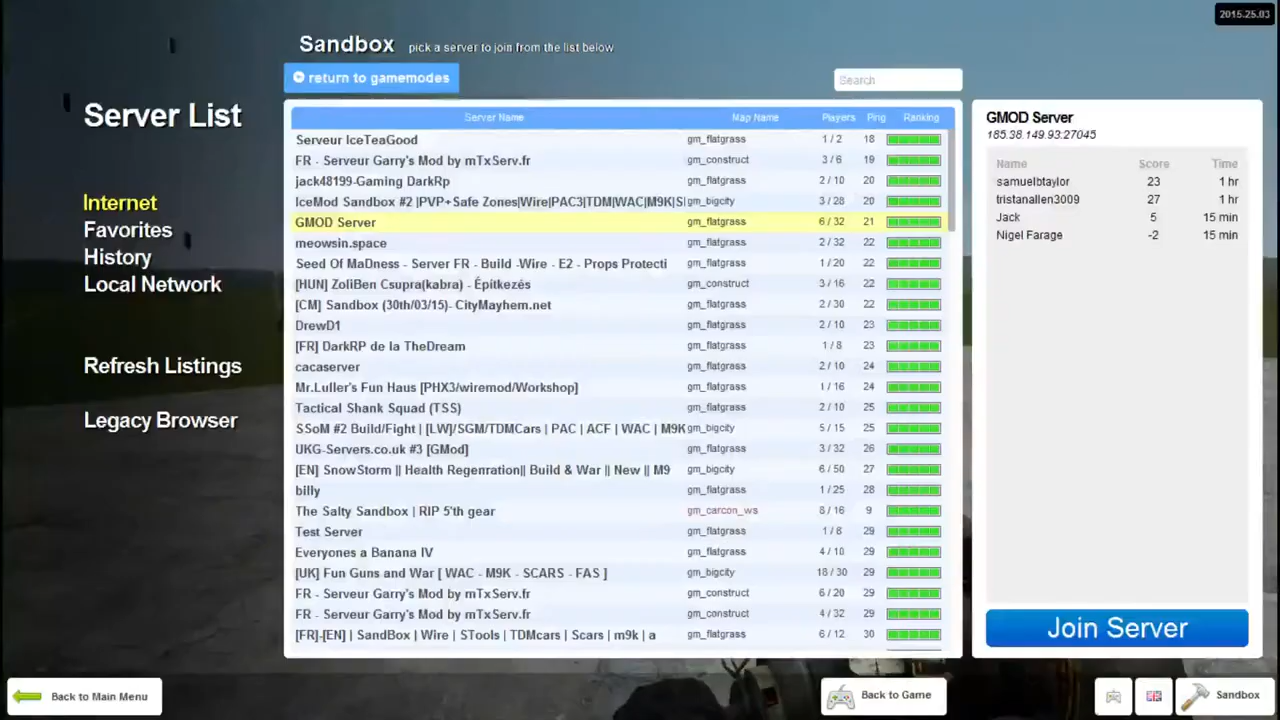 2015.25.03
Sandbox pick a server to join from the list below
return to gamemodes
Search
Server List
Internet
Favorites
History
Local Network
Refresh Listings
Legacy Browser
Server Name Map Name Players Ping Ranking
Serveur IceTeaGood gm_flatgrass 1 / 2 18
FR - Serveur Garry's Mod by mTxServ.fr gm_construct 3 / 6 19
jack48199-Gaming DarkRp gm_flatgrass 2 / 10 20
IceMod Sandbox #2 |PVP+Safe Zones|Wire|PAC3|TDM|WAC|M9K|S| gm_bigcity 3 / 28 20
GMOD Server gm_flatgrass 6 / 32 21
meowsin.space gm_flatgrass 2 / 32 22
Seed Of MaDness - Server FR - Build -Wire - E2 - Props Protecti gm_flatgrass 1 / 20 22
[HUN] ZoliBen Csupra(kabra) - Építkezés gm_construct 3 / 16 22
[CM] Sandbox (30th/03/15)- CityMayhem.net gm_flatgrass 2 / 30 22
DrewD1 gm_flatgrass 2 / 10 23
[FR] DarkRP de la TheDream gm_flatgrass 1 / 8 23
cacaserver gm_flatgrass 2 / 10 24
Mr.Luller's Fun Haus [PHX3/wiremod/Workshop] gm_flatgrass 1 / 16 24
Tactical Shank Squad (TSS) gm_flatgrass 2 / 10 25
SSoM #2 Build/Fight | [LW]/SGM/TDMCars | PAC | ACF | WAC | M9K gm_bigcity 5 / 15 25
UKG-Servers.co.uk #3 [GMod] gm_flatgrass 3 / 32 26
[EN] SnowStorm || Health Regenration|| Build & War || New || M9 gm_bigcity 6 / 50 27
billy gm_flatgrass 1 / 25 28
The Salty Sandbox | RIP 5'th gear gm_carcon_ws 8 / 16 9
Test Server gm_flatgrass 1 / 8 29
Everyones a Banana IV gm_flatgrass 4 / 10 29
[UK] Fun Guns and War [ WAC - M9K - SCARS - FAS ] gm_bigcity 18 / 30 29
FR - Serveur Garry's Mod by mTxServ.fr gm_construct 6 / 20 29
FR - Serveur Garry's Mod by mTxServ.fr gm_construct 4 / 32 29
[FR]-[EN] | SandBox | Wire | STools | TDMcars | Scars | m9k | a gm_flatgrass 6 / 12 30
GMOD Server
185.38.149.93:27045
Name Score Time
samuelbtaylor 23 1 hr
tristanallen3009 27 1 hr
Jack 5 15 min
Nigel Farage -2 15 min
Join Server
Back to Main Menu
Back to Game
Sandbox